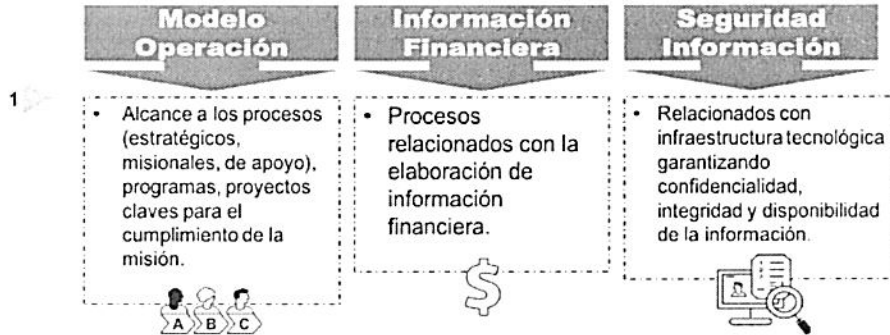 Modelo
Operación
Información
Financiera
Seguridad
Información
1
• Alcance a los procesos
(estratégicos,
misionales, de apoyo),
programas, proyectos
claves para el
cumplimiento de la
misión.
A B C
• Procesos
relacionados con la
elaboración de
información
financiera.
$
• Relacionados con
infraestructura tecnológica
garantizando
confidencialidad,
integridad y disponibilidad
de la información.